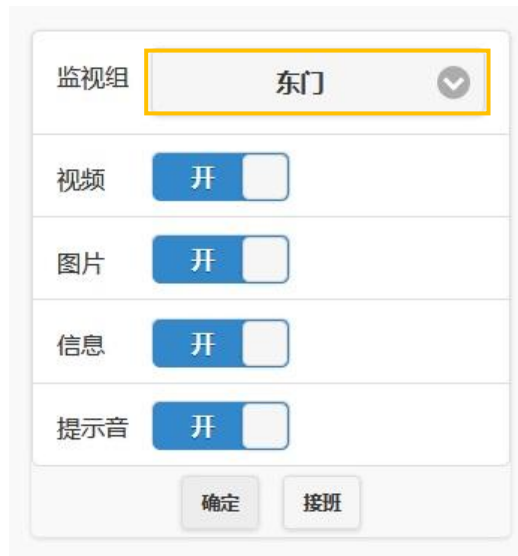 监视组 东门
视频 开
图片 开
信息 开
提示音 开
确定 接班